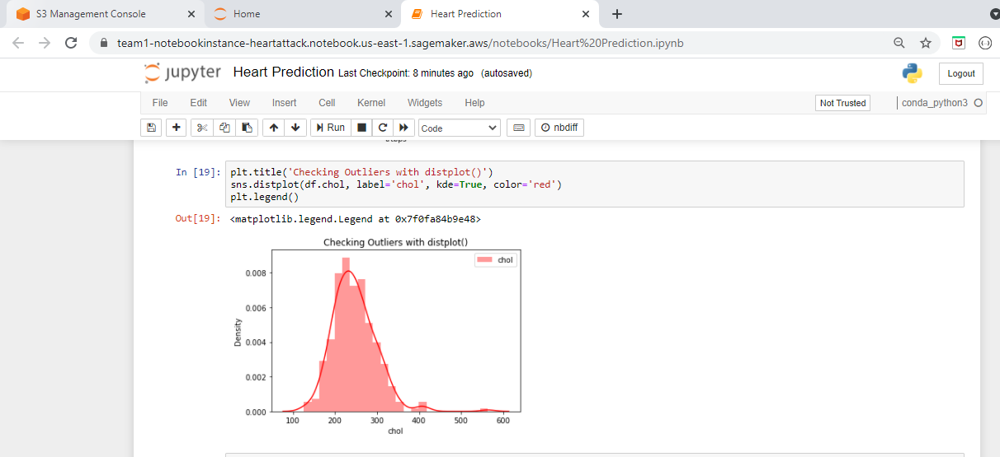 S3 Management Console
Home
Heart Prediction
team1-notebookinstance-heartattack.notebook.us-east-1.sagemaker.aws/notebooks/Heart%20Prediction.ipynb
jupyter Heart Prediction Last Checkpoint: 8 minutes ago (autosaved)
Logout
File Edit View Insert Cell Kernel Widgets Help
Not Trusted
conda_python3
Run
Code
nbdiff
In [19]:
plt.title('Checking Outliers with distplot()')
sns.distplot(df.chol, label='chol', kde=True, color='red')
plt.legend()
Out[19]: <matplotlib.legend.Legend at 0x7f0fa84b9e48>
Checking Outliers with distplot()
chol
0.008
0.006
0.004
0.002
0.000
Density
100 200 300 400 500 600
chol